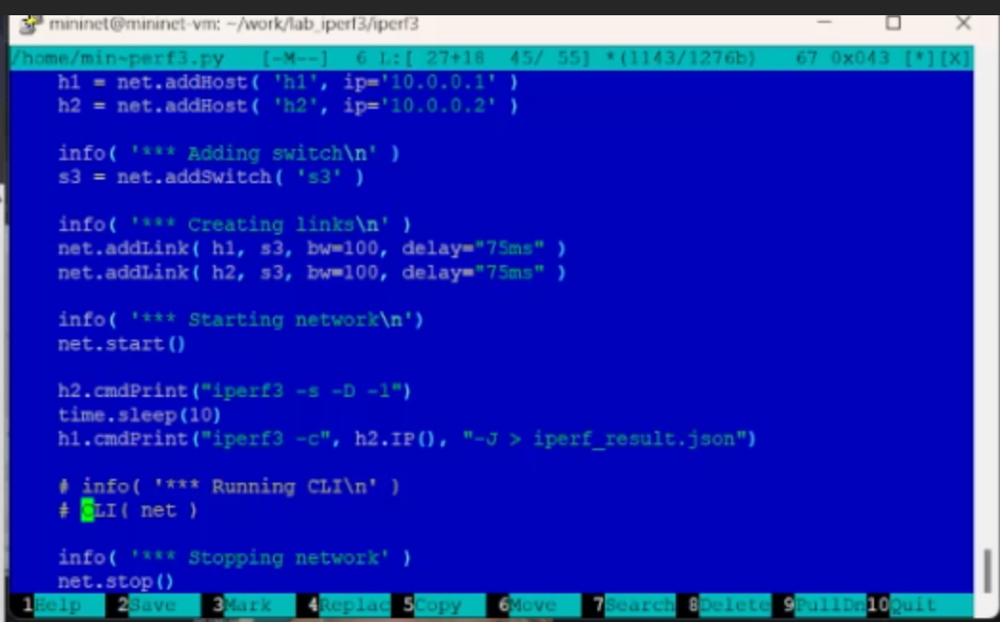 mininet@mininet-vm: ~/work/lab_iperf3/iperf3
/home/min~perf3.py [-M--] 6 L:[ 27+18 45/ 55] *(1143/1276b) 67 0x043 [*][X]
h1 = net.addHost( 'h1', ip='10.0.0.1' )
h2 = net.addHost( 'h2', ip='10.0.0.2' )
info( '*** Adding switch\n' )
s3 = net.addSwitch( 's3' )
info( '*** Creating links\n' )
net.addLink( h1, s3, bw=100, delay="75ms" )
net.addLink( h2, s3, bw=100, delay="75ms" )
info( '*** Starting network\n')
net.start()
h2.cmdPrint("iperf3 -s -D -1")
time.sleep(10)
h1.cmdPrint("iperf3 -c", h2.IP(), "-J > iperf_result.json")
# info( '*** Running CLI\n' )
# CLI( net )
info( '*** Stopping network' )
net.stop()
1Help 2Save 3Mark 4Replac 5Copy 6Move 7Search 8Delete 9PullDn 10Quit